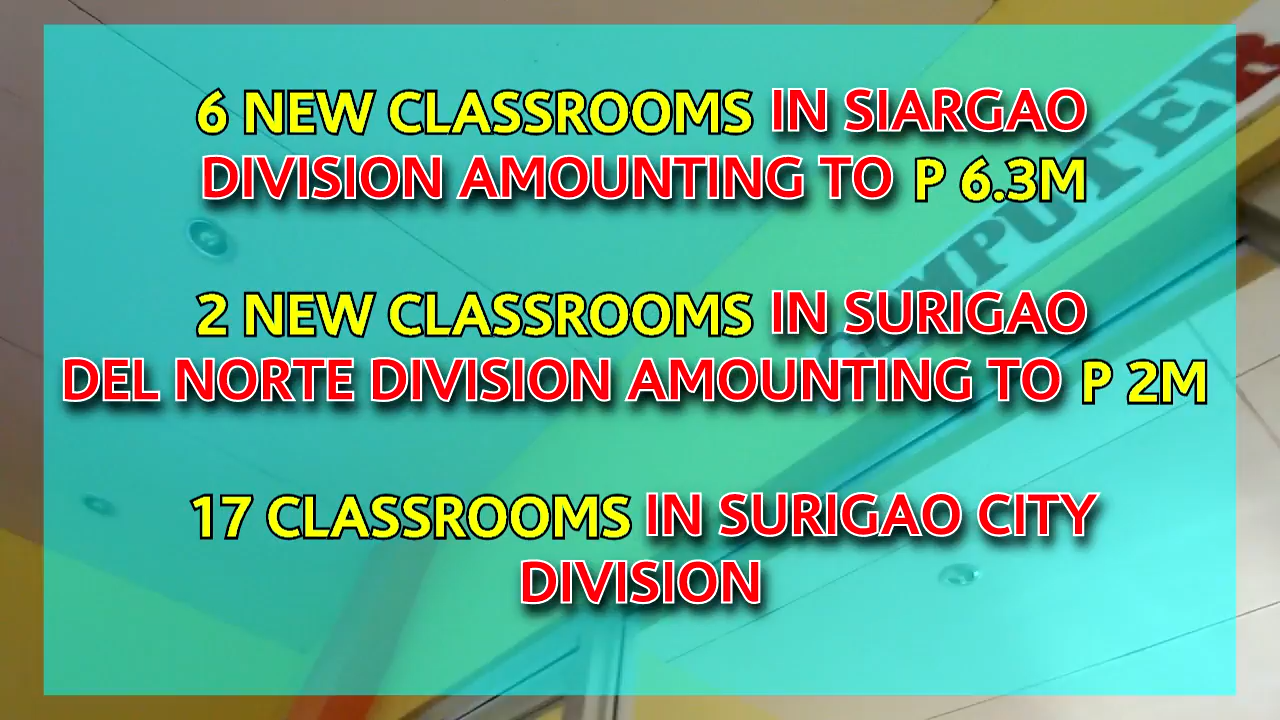 6 NEW CLASSROOMS IN SIARGAO
DIVISION AMOUNTING TO P 6.3M
2 NEW CLASSROOMS IN SURIGAO
DEL NORTE DIVISION AMOUNTING TO P 2M
17 CLASSROOMS IN SURIGAO CITY
DIVISION
COMPUTER